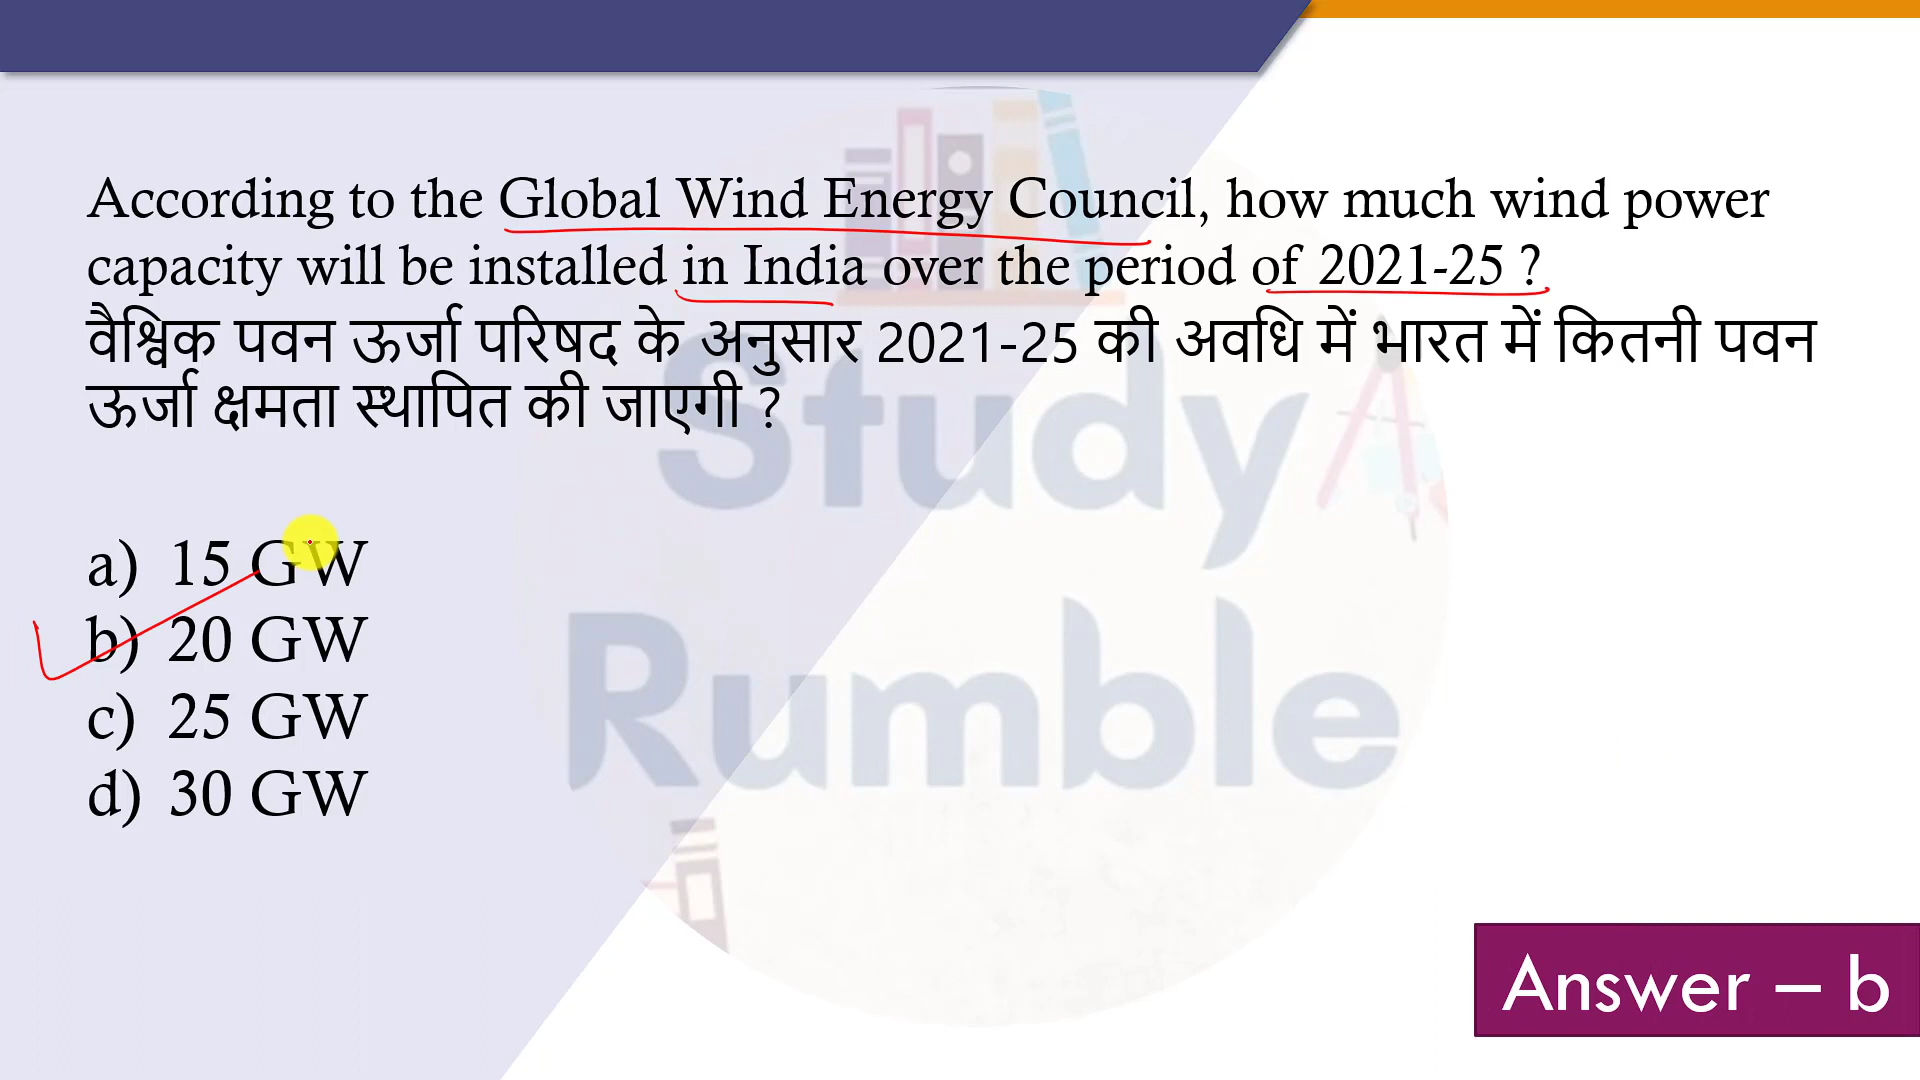 According to the Global Wind Energy Council, how much wind power
capacity will be installed in India over the period of 2021-25 ?
वैश्विक पवन ऊर्जा परिषद के अनुसार 2021-25 की अवधि में भारत में कितनी पवन
ऊर्जा क्षमता स्थापित की जाएगी ?
Study
Rumble
a) 15 GW
b) 20 GW
c) 25 GW
d) 30 GW
Answer – b